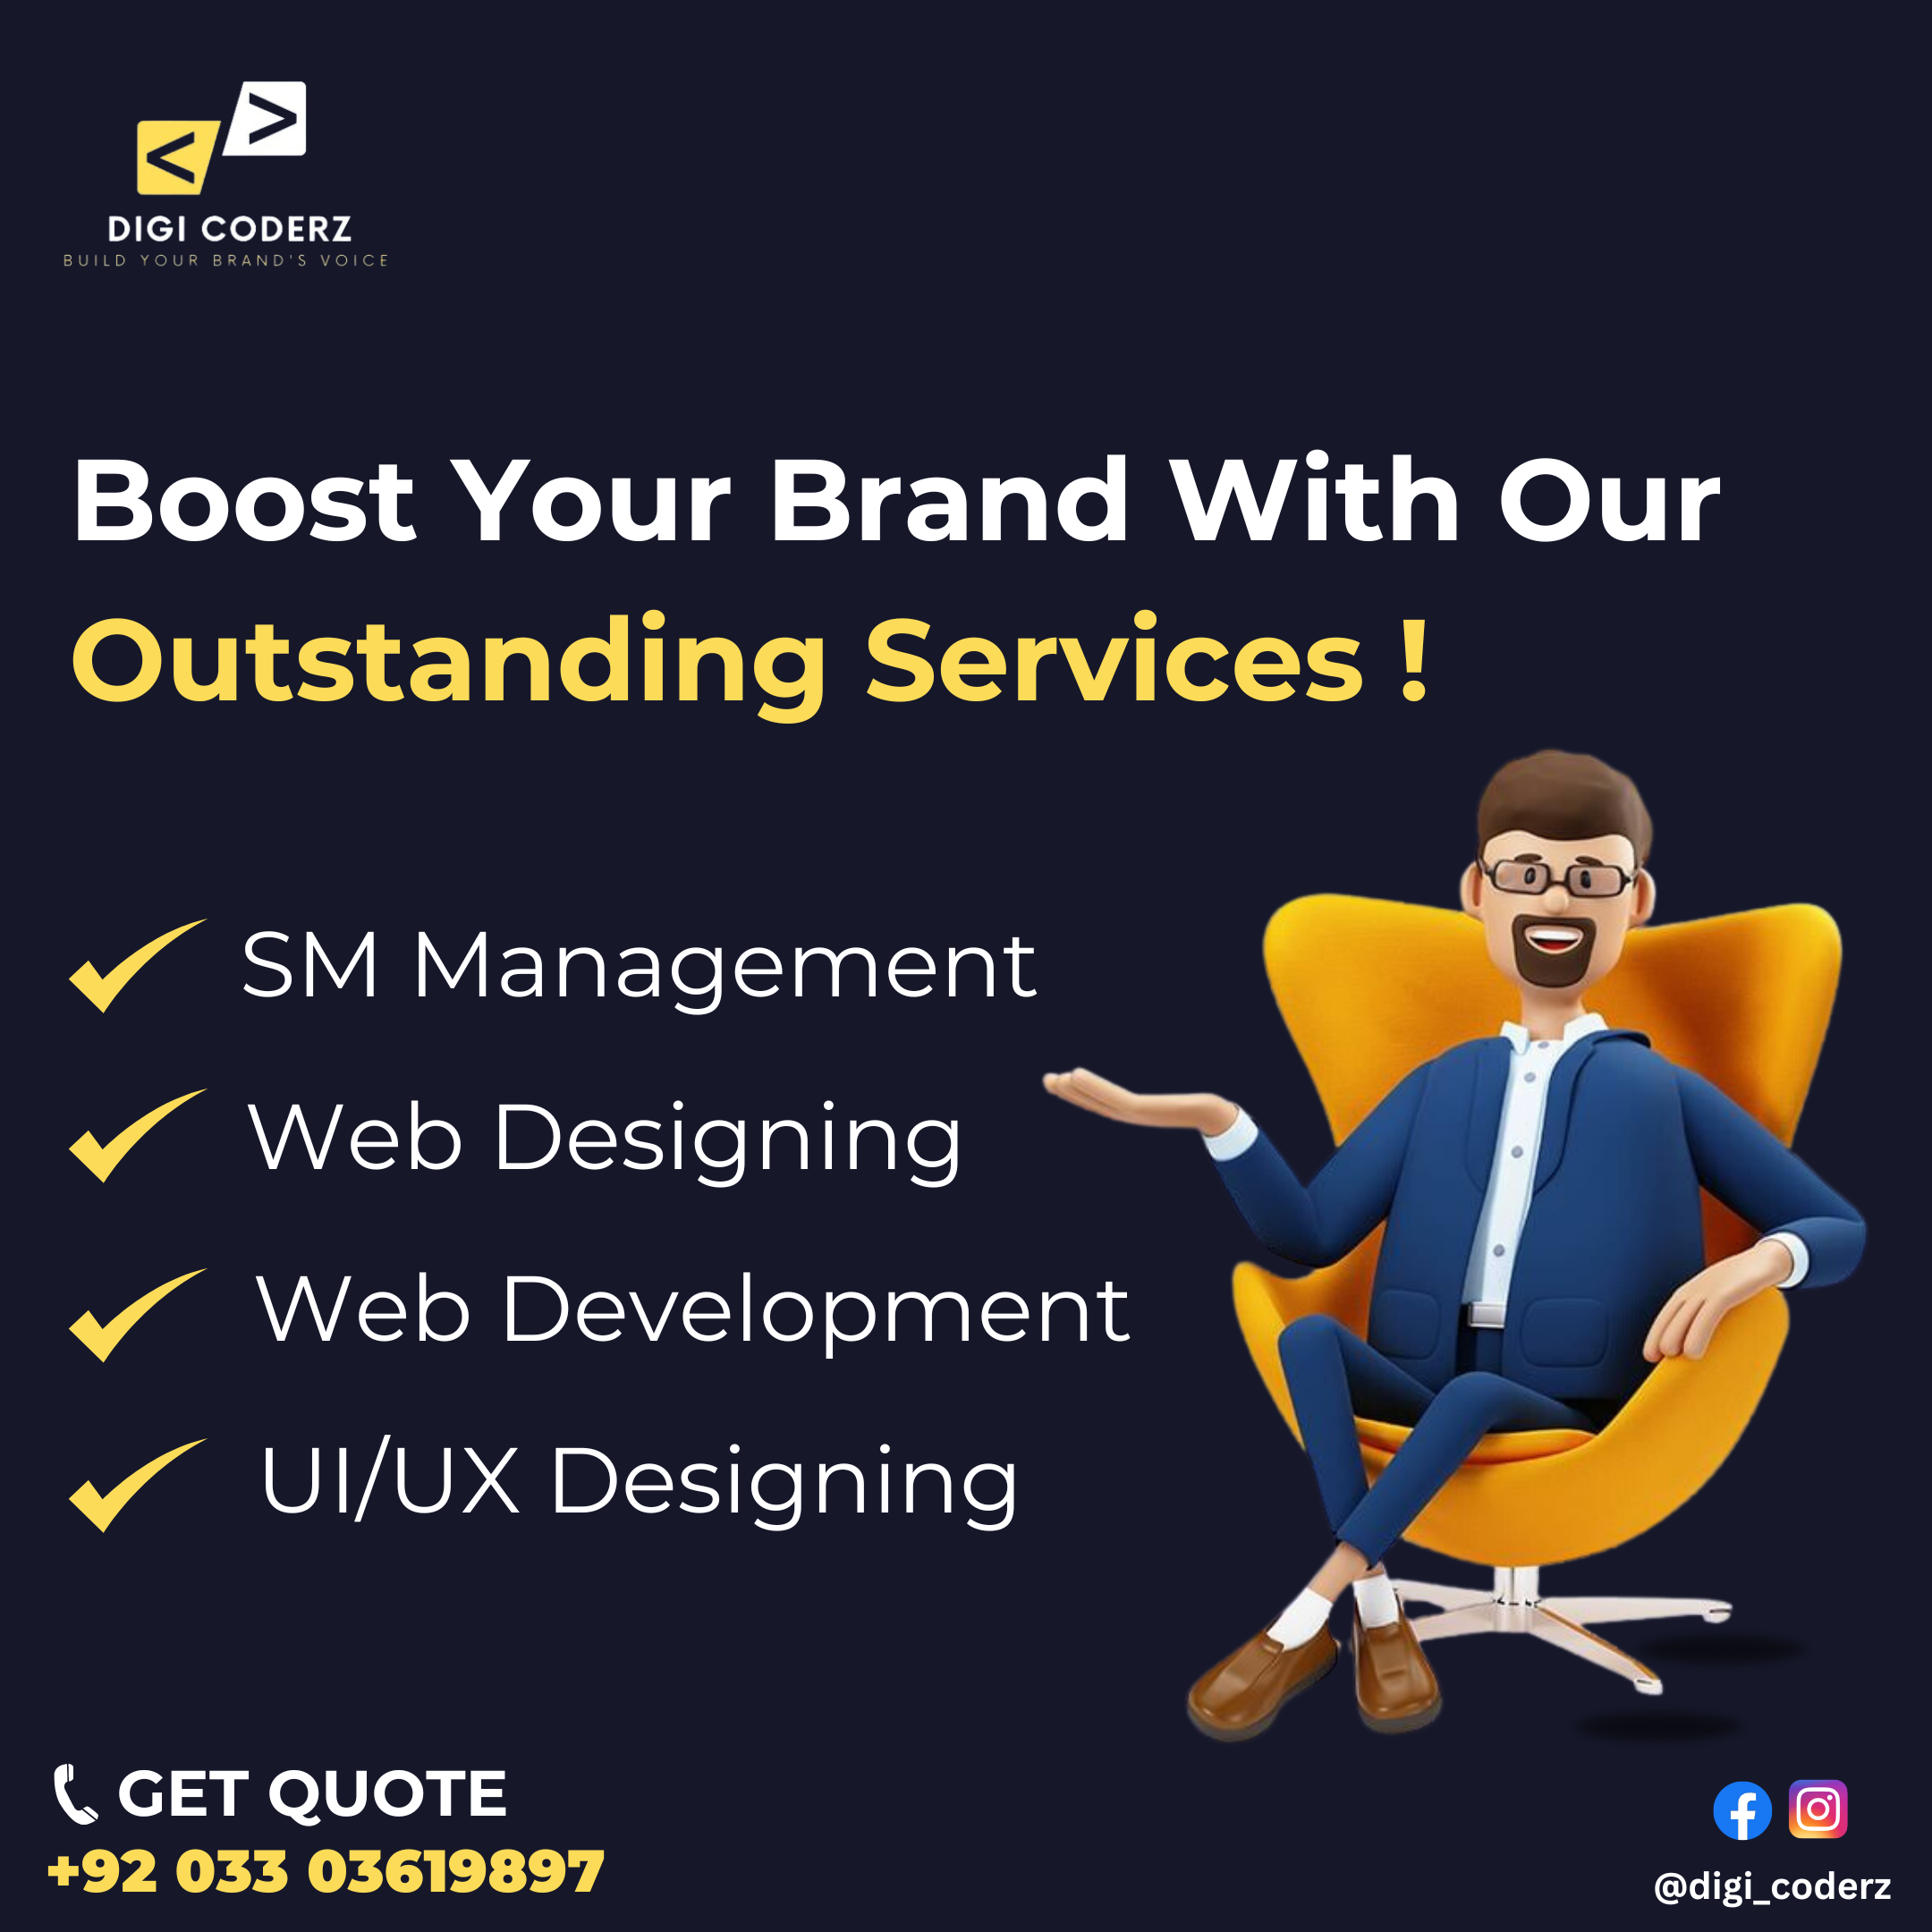 DIGI CODERZ
BUILD YOUR BRAND'S VOICE
Boost Your Brand With Our
Outstanding Services !
SM Management
Web Designing
Web Development
UI/UX Designing
GET QUOTE
+92 033 03619897
@digi_coderz